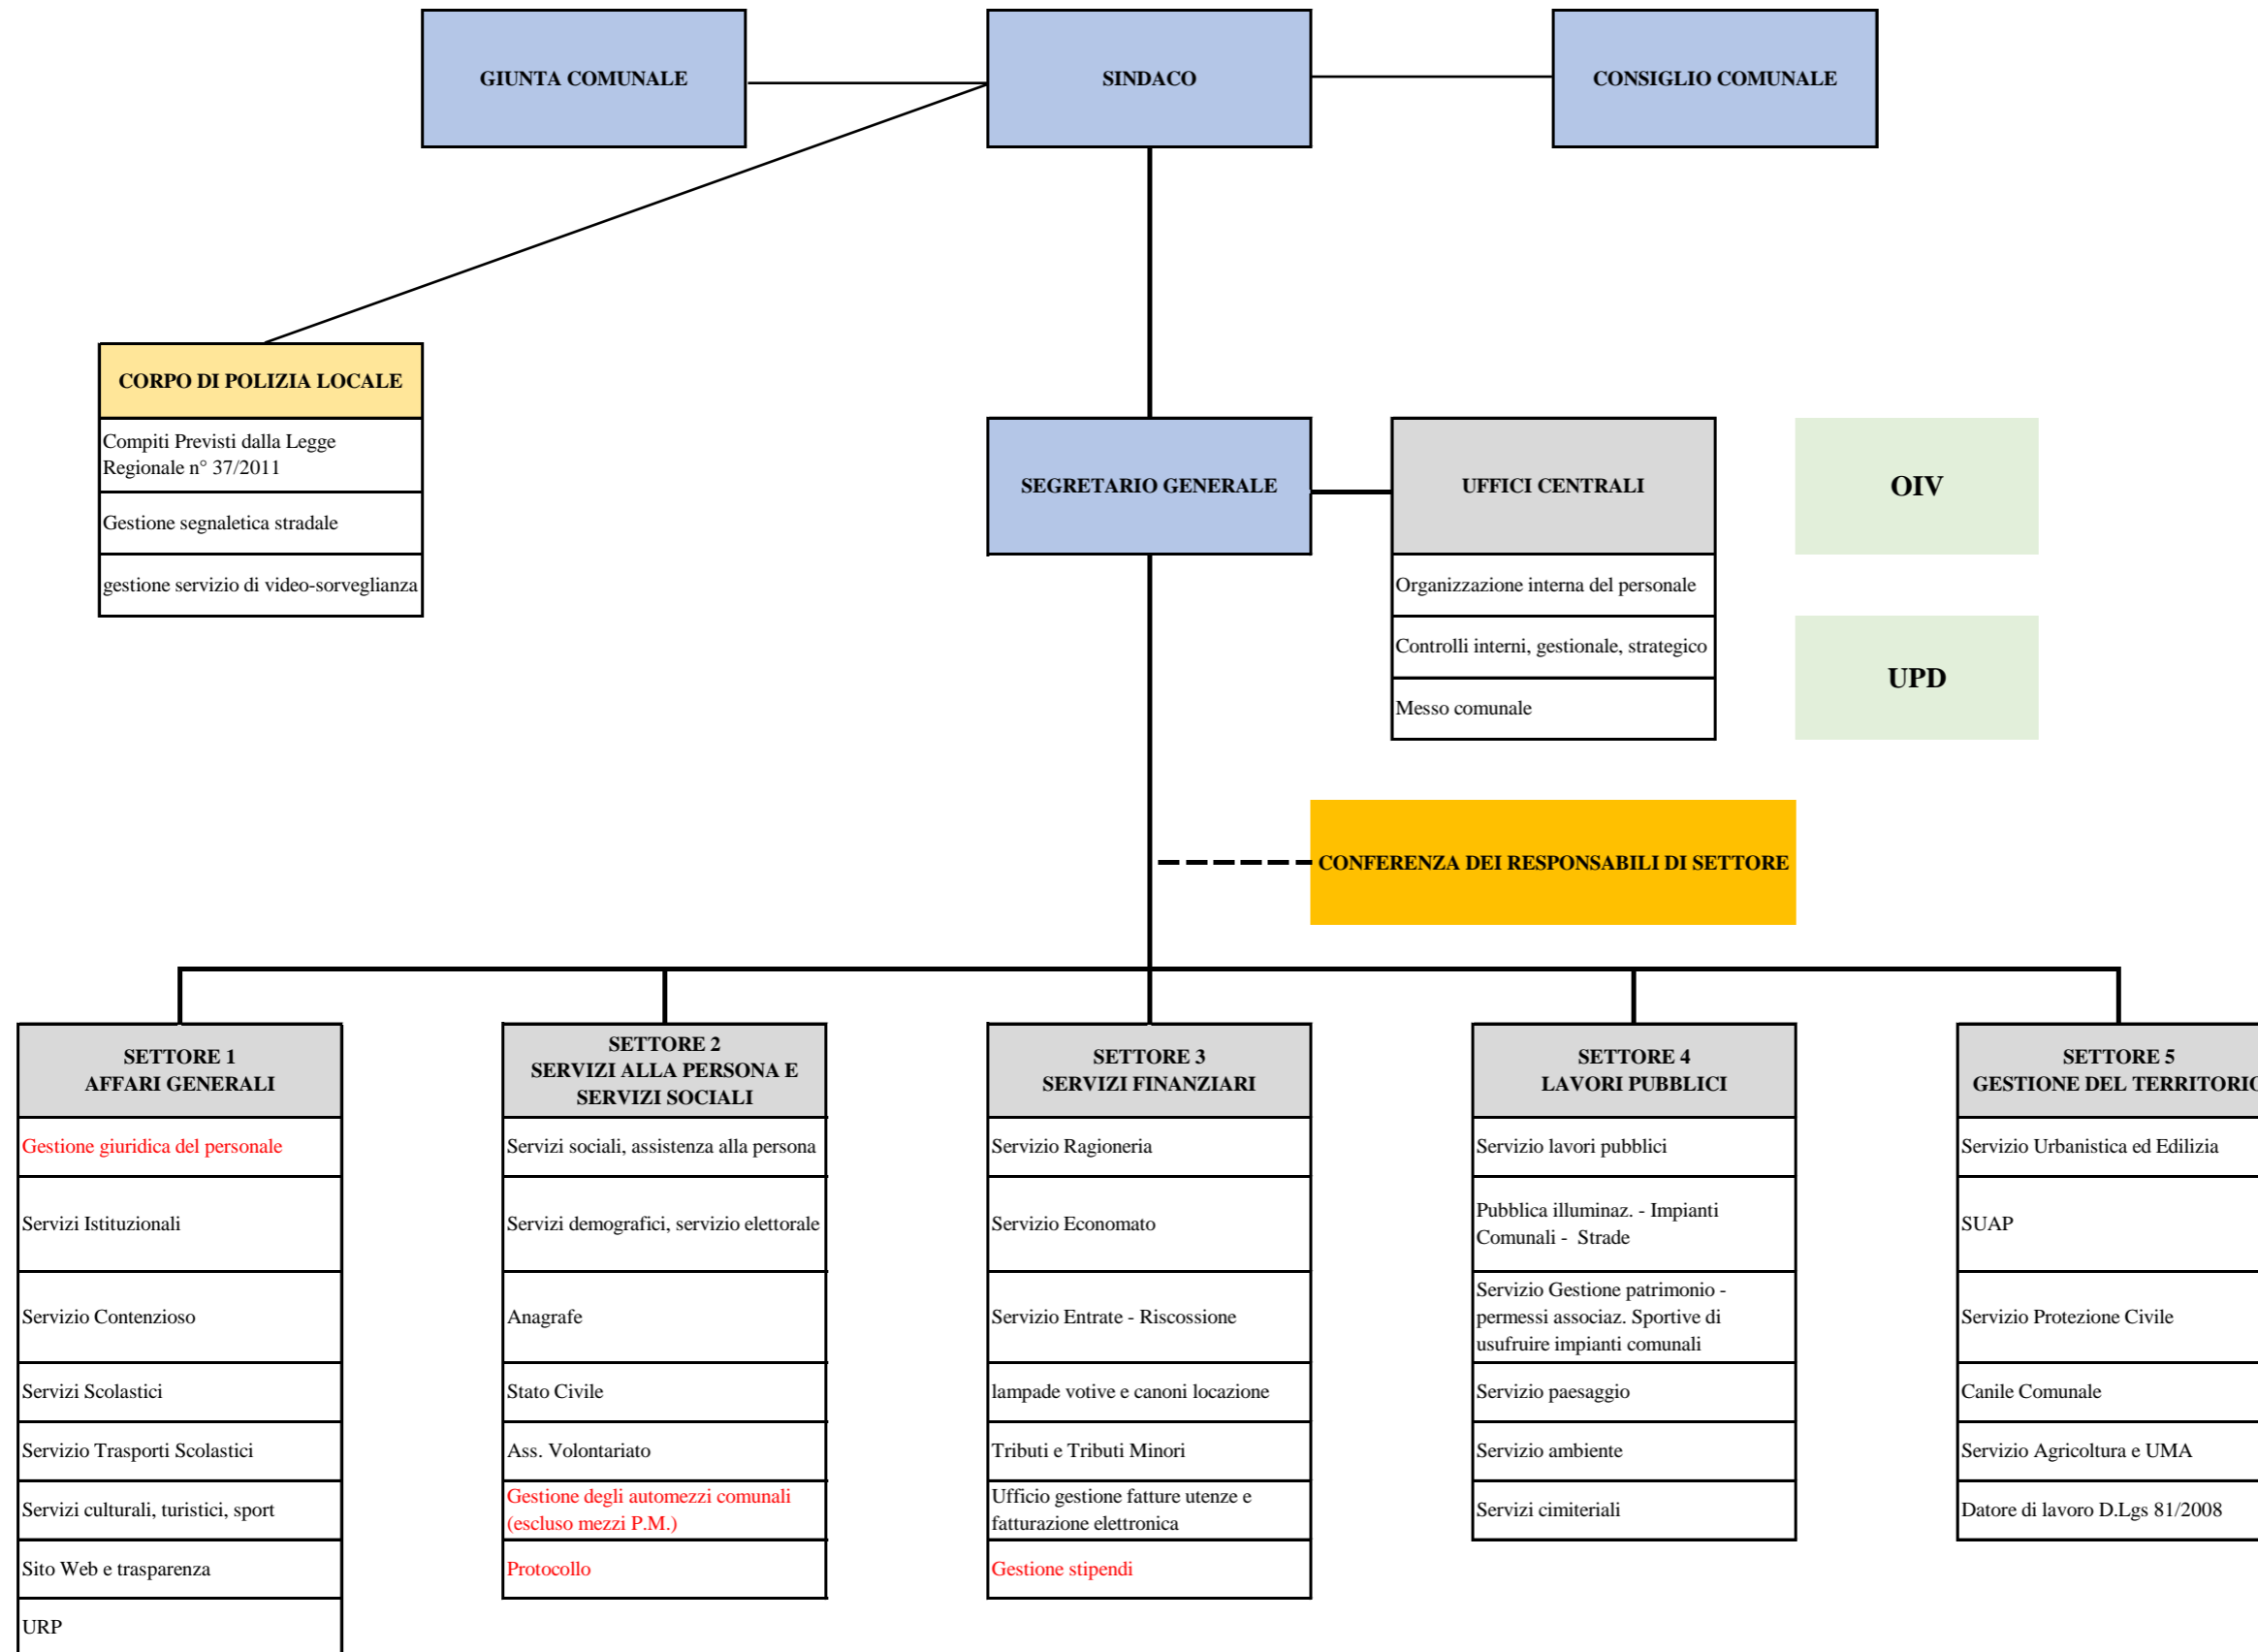 GIUNTA COMUNALE
SINDACO
CONSIGLIO COMUNALE
CORPO DI POLIZIA LOCALE
Compiti Previsti dalla Legge
Regionale n° 37/2011
Gestione segnaletica stradale
gestione servizio di video-sorveglianza
SEGRETARIO GENERALE
UFFICI CENTRALI
Organizzazione interna del personale
Controlli interni, gestionale, strategico
Messo comunale
OIV
UPD
CONFERENZA DEI RESPONSABILI DI SETTORE
SETTORE 1
AFFARI GENERALI
Gestione giuridica del personale
Servizi Istituzionali
Servizio Contenzioso
Servizi Scolastici
Servizio Trasporti Scolastici
Servizi culturali, turistici, sport
Sito Web e trasparenza
URP
SETTORE 2
SERVIZI ALLA PERSONA E
SERVIZI SOCIALI
Servizi sociali, assistenza alla persona
Servizi demografici, servizio elettorale
Anagrafe
Stato Civile
Ass. Volontariato
Gestione degli automezzi comunali
(escluso mezzi P.M.)
Protocollo
SETTORE 3
SERVIZI FINANZIARI
Servizio Ragioneria
Servizio Economato
Servizio Entrate - Riscossione
lampade votive e canoni locazione
Tributi e Tributi Minori
Ufficio gestione fatture utenze e
fatturazione elettronica
Gestione stipendi
SETTORE 4
LAVORI PUBBLICI
Servizio lavori pubblici
Pubblica illuminaz. - Impianti
Comunali - Strade
Servizio Gestione patrimonio -
permessi associaz. Sportive di
usufruire impianti comunali
Servizio paesaggio
Servizio ambiente
Servizi cimiteriali
SETTORE 5
GESTIONE DEL TERRITORIO
Servizio Urbanistica ed Edilizia
SUAP
Servizio Protezione Civile
Canile Comunale
Servizio Agricoltura e UMA
Datore di lavoro D.Lgs 81/2008